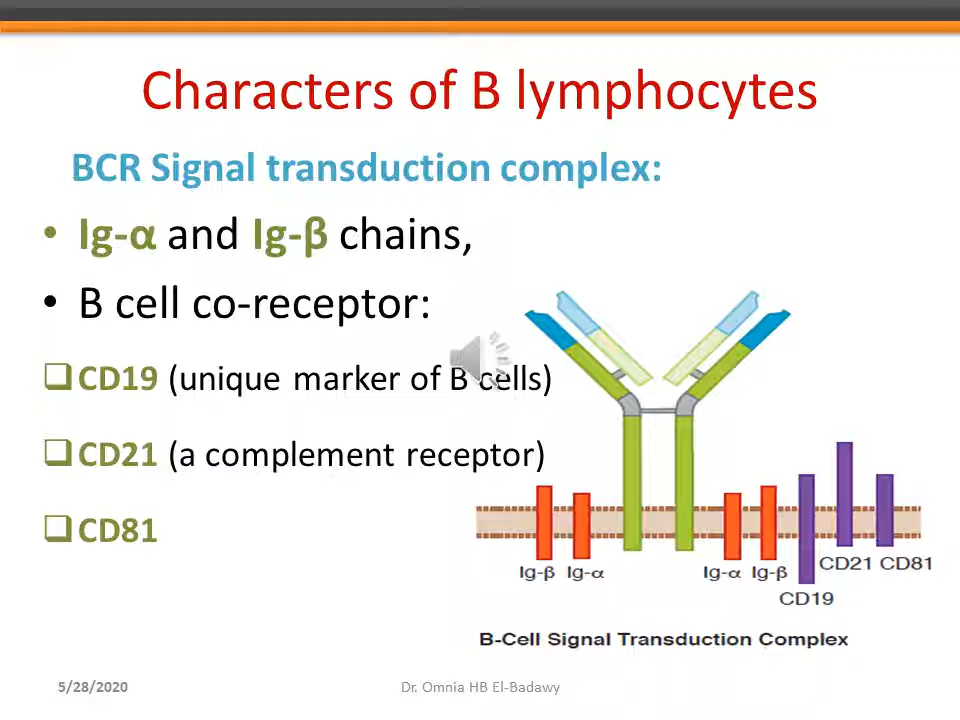 Characters of B lymphocytes
BCR Signal transduction complex:
• Ig-α and Ig-β chains,
• B cell co-receptor:
❑CD19 (unique marker of B cells)
❑CD21 (a complement receptor)
❑CD81
Ig-β Ig-α
Ig-α Ig-β
CD21 CD81
CD19
B-Cell Signal Transduction Complex
5/28/2020
Dr. Omnia HB El-Badawy